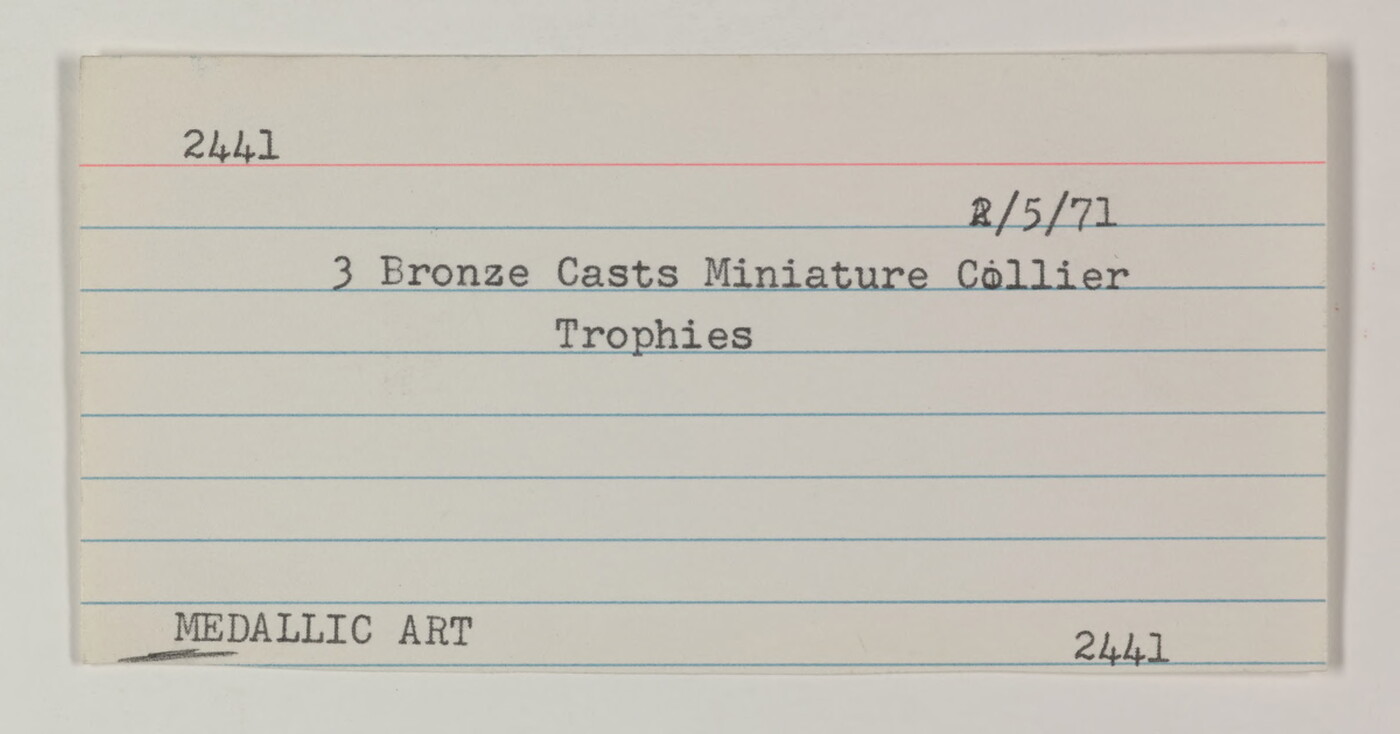 2441
2/5/71
3 Bronze Casts Miniature Collier
Trophies
MEDALLIC ART
2441